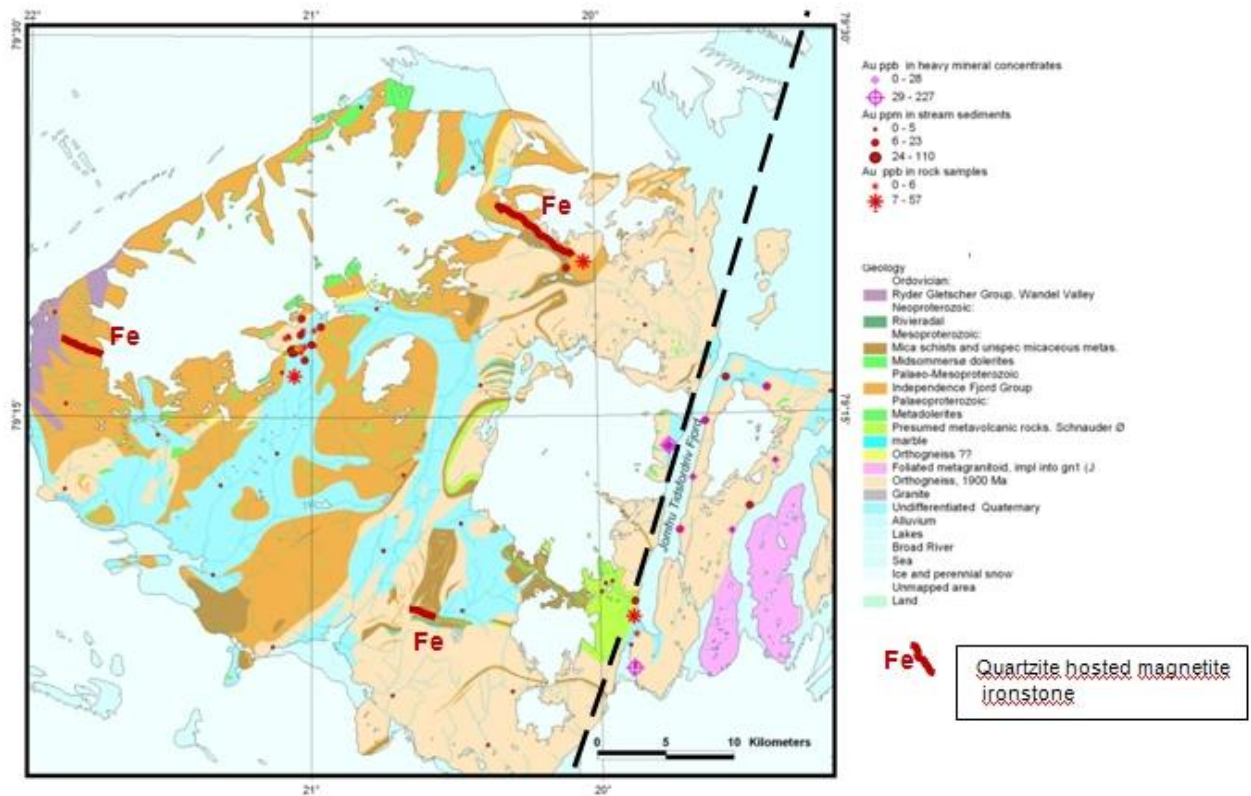 22°
21°
20°
79°30'
79°30'
Au ppb in heavy mineral concentrates
0 - 28
29 - 227
Au ppm in stream sediments
0 - 5
6 - 23
24 - 110
Au ppb in rock samples
0 - 6
7 - 57
Fe
Fe
Geology
Ordovician:
Ryder Gletscher Group, Wandel Valley
Neoproterozoic:
Rivieradal
Mesoproterozoic:
Mica schists and unspec micaceous metas.
Midsommersø dolerites
Palaeo-Mesoproterozoic
Independence Fjord Group
Palaeoproterozoic:
Metadolerites
Presumed metavolcanic rocks. Schnauder Ø
marble
Orthogneiss ??
Foliated metagranitoid, impl into gn1 (J
Orthogneiss, 1900 Ma
Granite
Undifferentiated Quaternary
Alluvium
Lakes
Broad River
Sea
Ice and perennial snow
Unmapped area
Land
79°15'
79°15'
Jomfru Tidsfordriv Fjord
Fe
Fe
Quartzite hosted magnetite
ironstone
0 5 10 Kilometers
21°
20°